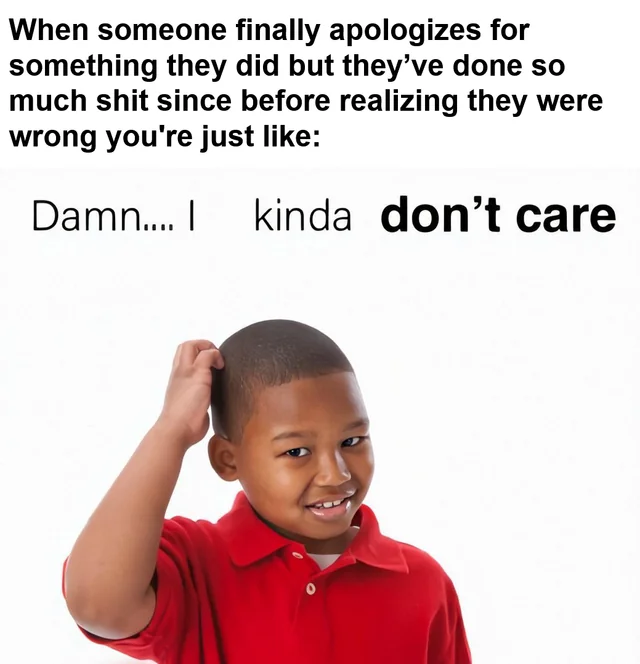 When someone finally apologizes for
something they did but they’ve done so
much shit since before realizing they were
wrong you're just like:
Damn.... I kinda don’t care